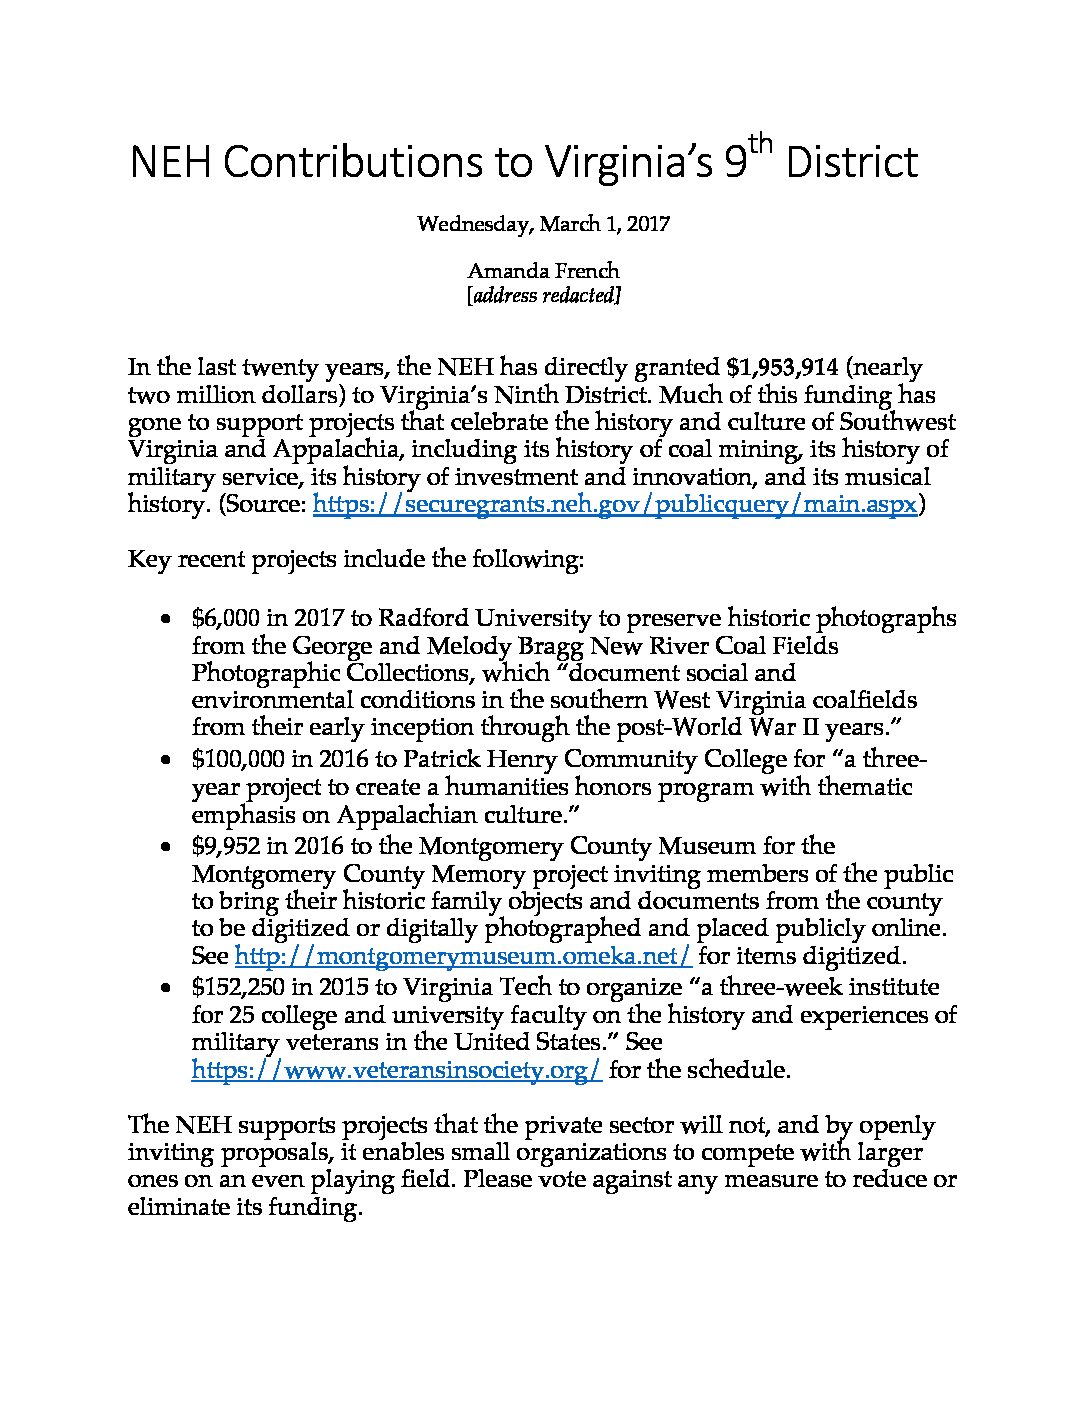 NEH Contributions to Virginia’s 9th District
Wednesday, March 1, 2017
Amanda French
[address redacted]
In the last twenty years, the NEH has directly granted $1,953,914 (nearly
two million dollars) to Virginia’s Ninth District. Much of this funding has
gone to support projects that celebrate the history and culture of Southwest
Virginia and Appalachia, including its history of coal mining, its history of
military service, its history of investment and innovation, and its musical
history. (Source: https://securegrants.neh.gov/publicquery/main.aspx)
Key recent projects include the following:
• $6,000 in 2017 to Radford University to preserve historic photographs
from the George and Melody Bragg New River Coal Fields
Photographic Collections, which “document social and
environmental conditions in the southern West Virginia coalfields
from their early inception through the post-World War II years.”
• $100,000 in 2016 to Patrick Henry Community College for “a three-
year project to create a humanities honors program with thematic
emphasis on Appalachian culture.”
• $9,952 in 2016 to the Montgomery County Museum for the
Montgomery County Memory project inviting members of the public
to bring their historic family objects and documents from the county
to be digitized or digitally photographed and placed publicly online.
See http://montgomerymuseum.omeka.net/ for items digitized.
• $152,250 in 2015 to Virginia Tech to organize “a three-week institute
for 25 college and university faculty on the history and experiences of
military veterans in the United States.” See
https://www.veteransinsociety.org/ for the schedule.
The NEH supports projects that the private sector will not, and by openly
inviting proposals, it enables small organizations to compete with larger
ones on an even playing field. Please vote against any measure to reduce or
eliminate its funding.